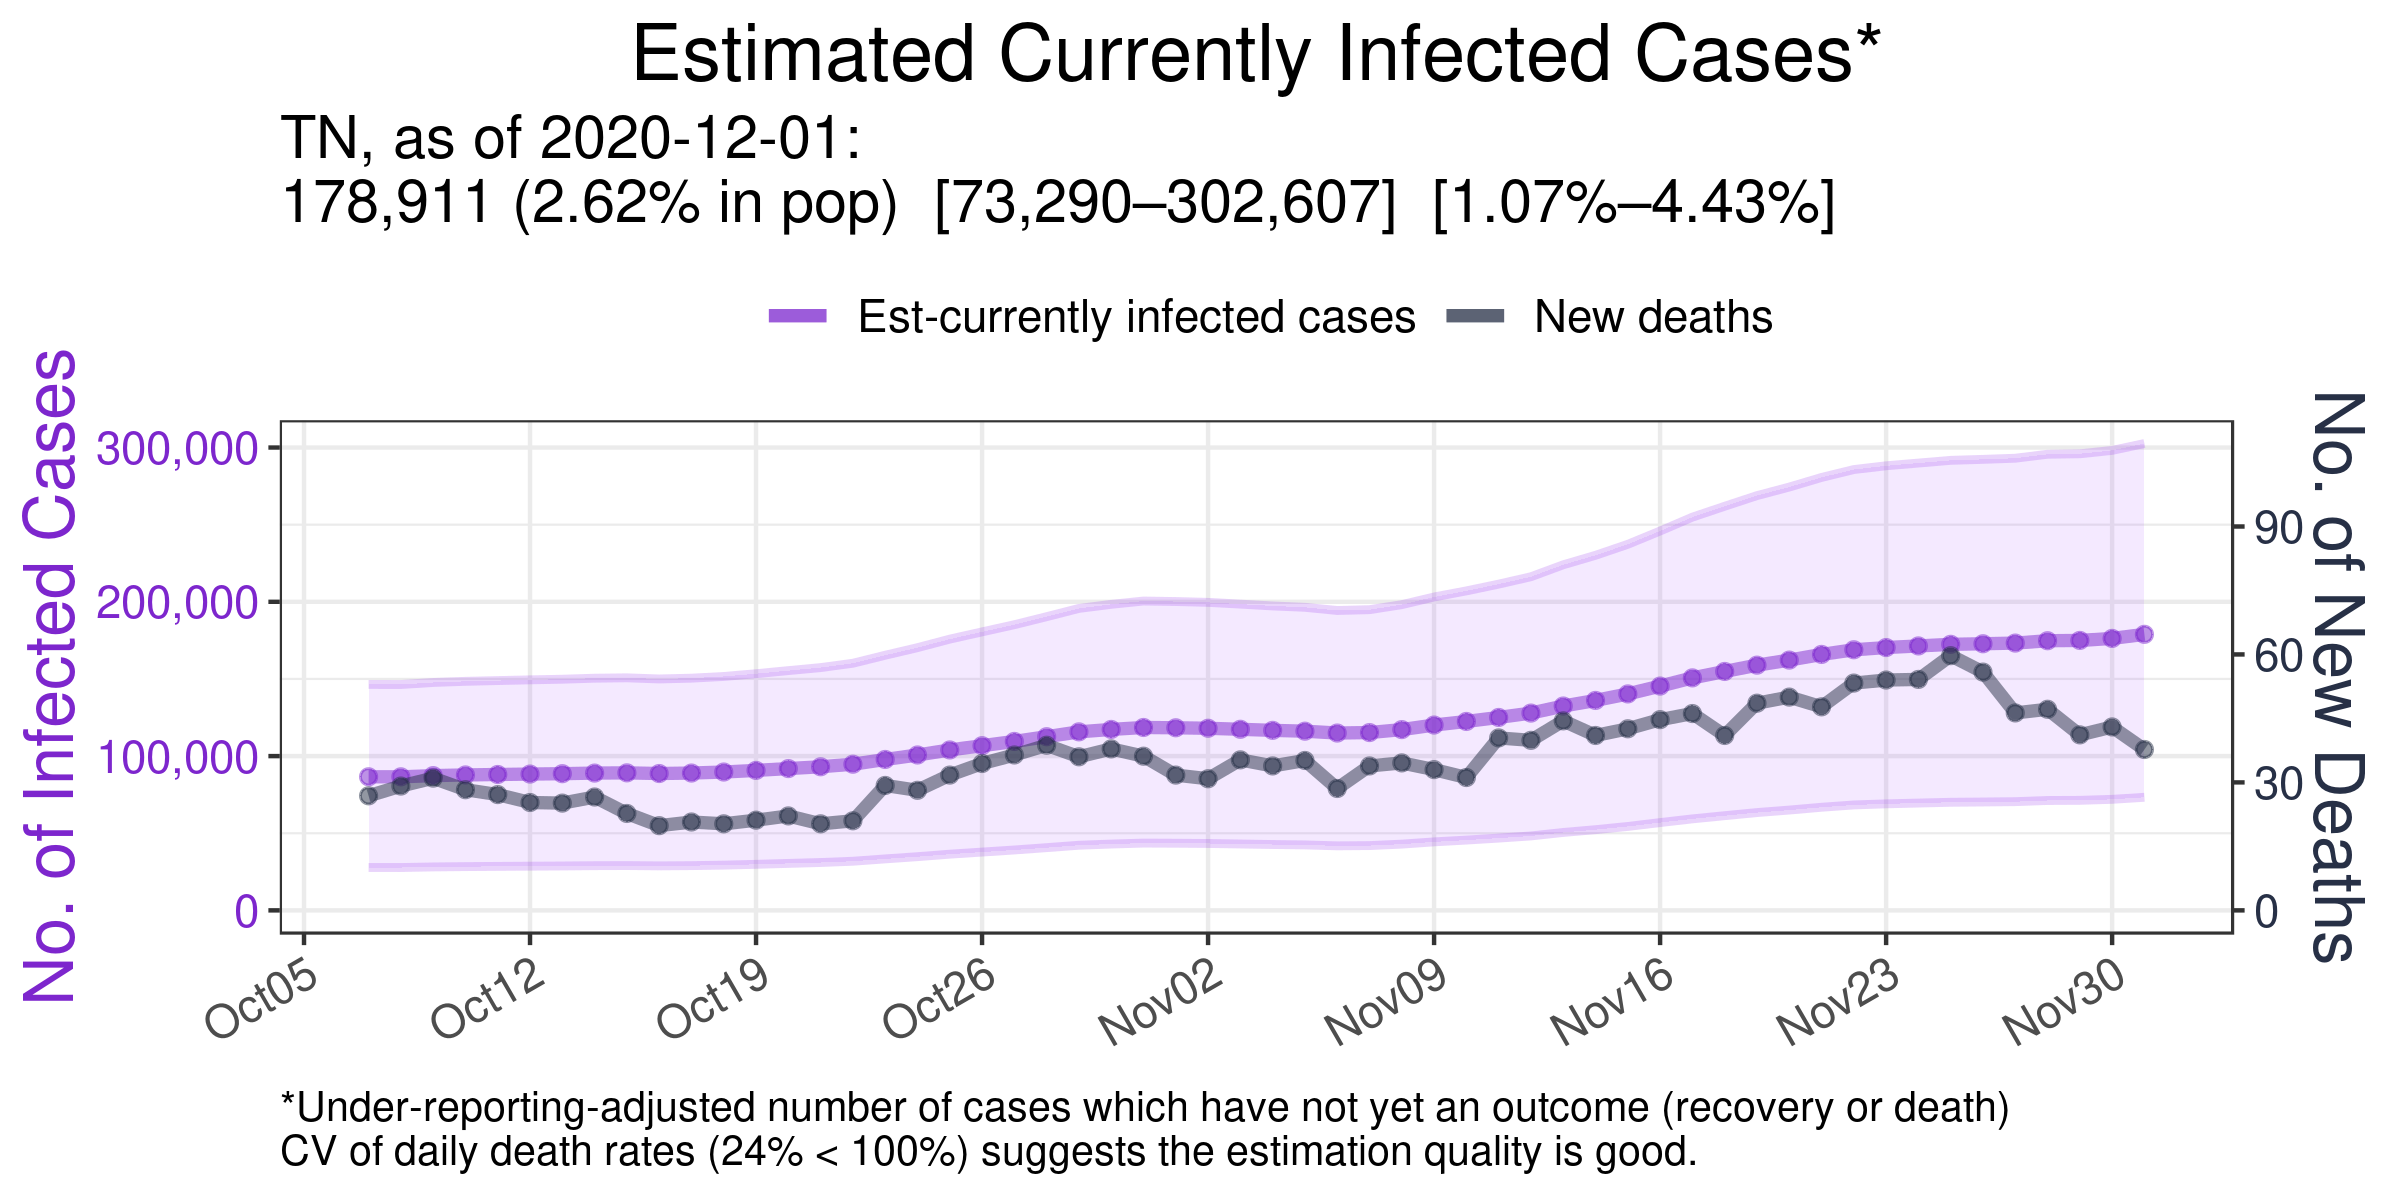 Estimated Currently Infected Cases*
TN, as of 2020-12-01:
178,911 (2.62% in pop)  [73,290–302,607]  [1.07%–4.43%]
Est-currently infected cases
New deaths
No. of Infected Cases
300,000
200,000
100,000
0
No. of New Deaths
90
60
30
0
Oct05
Oct12
Oct19
Oct26
Nov02
Nov09
Nov16
Nov23
Nov30
*Under-reporting-adjusted number of cases which have not yet an outcome (recovery or death)
CV of daily death rates (24% < 100%) suggests the estimation quality is good.